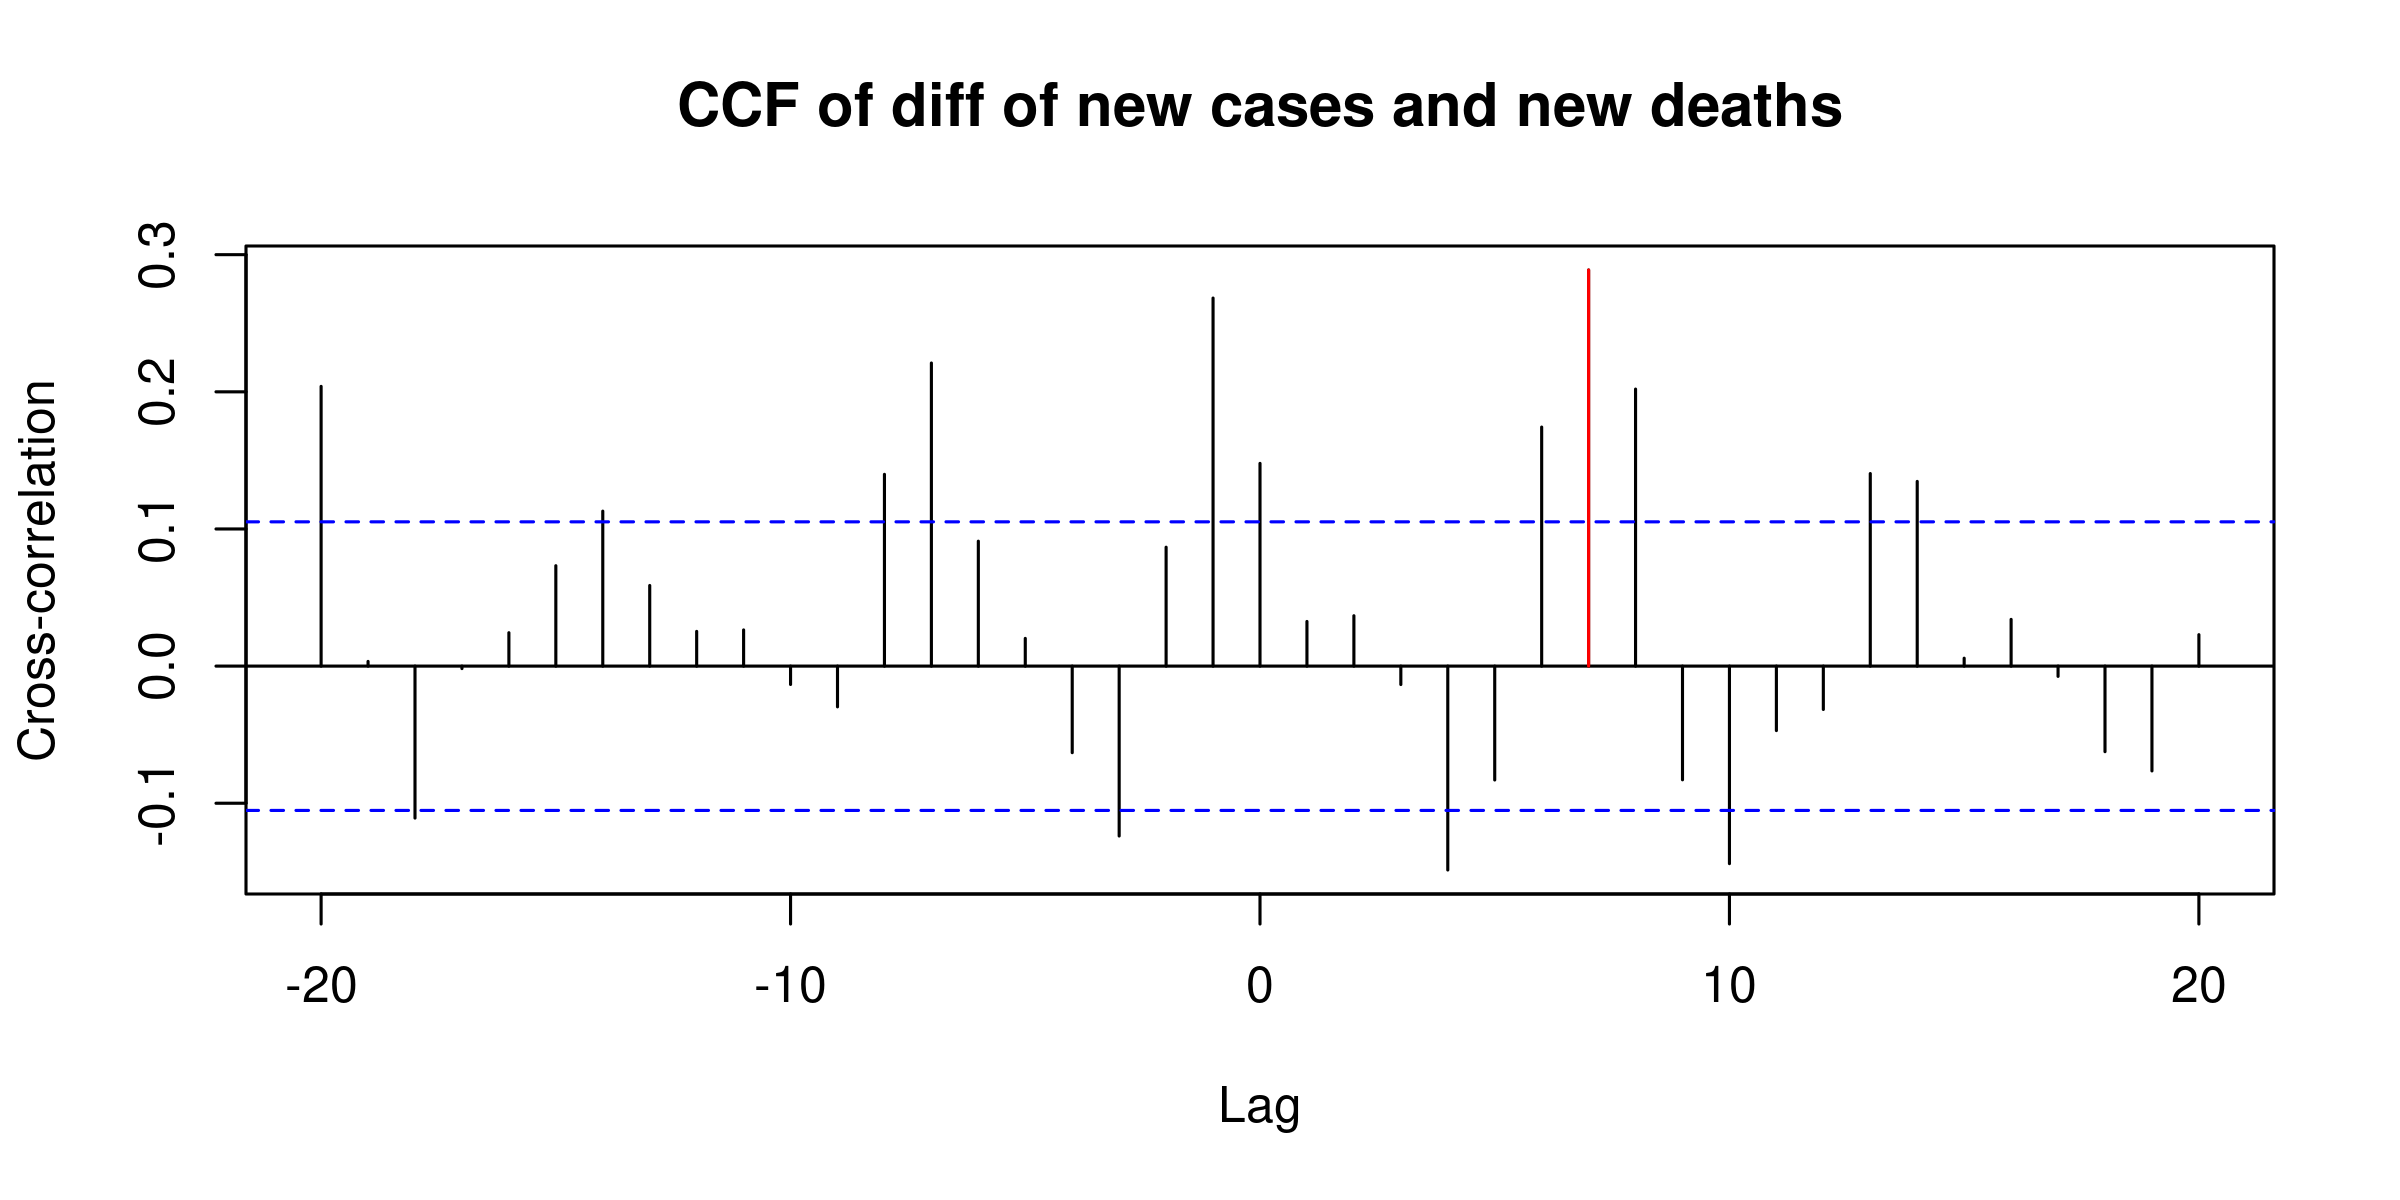 CCF of diff of new cases and new deaths
Cross-correlation
0.3
0.2
0.1
0.0
-0.1
-20 -10 0 10 20
Lag